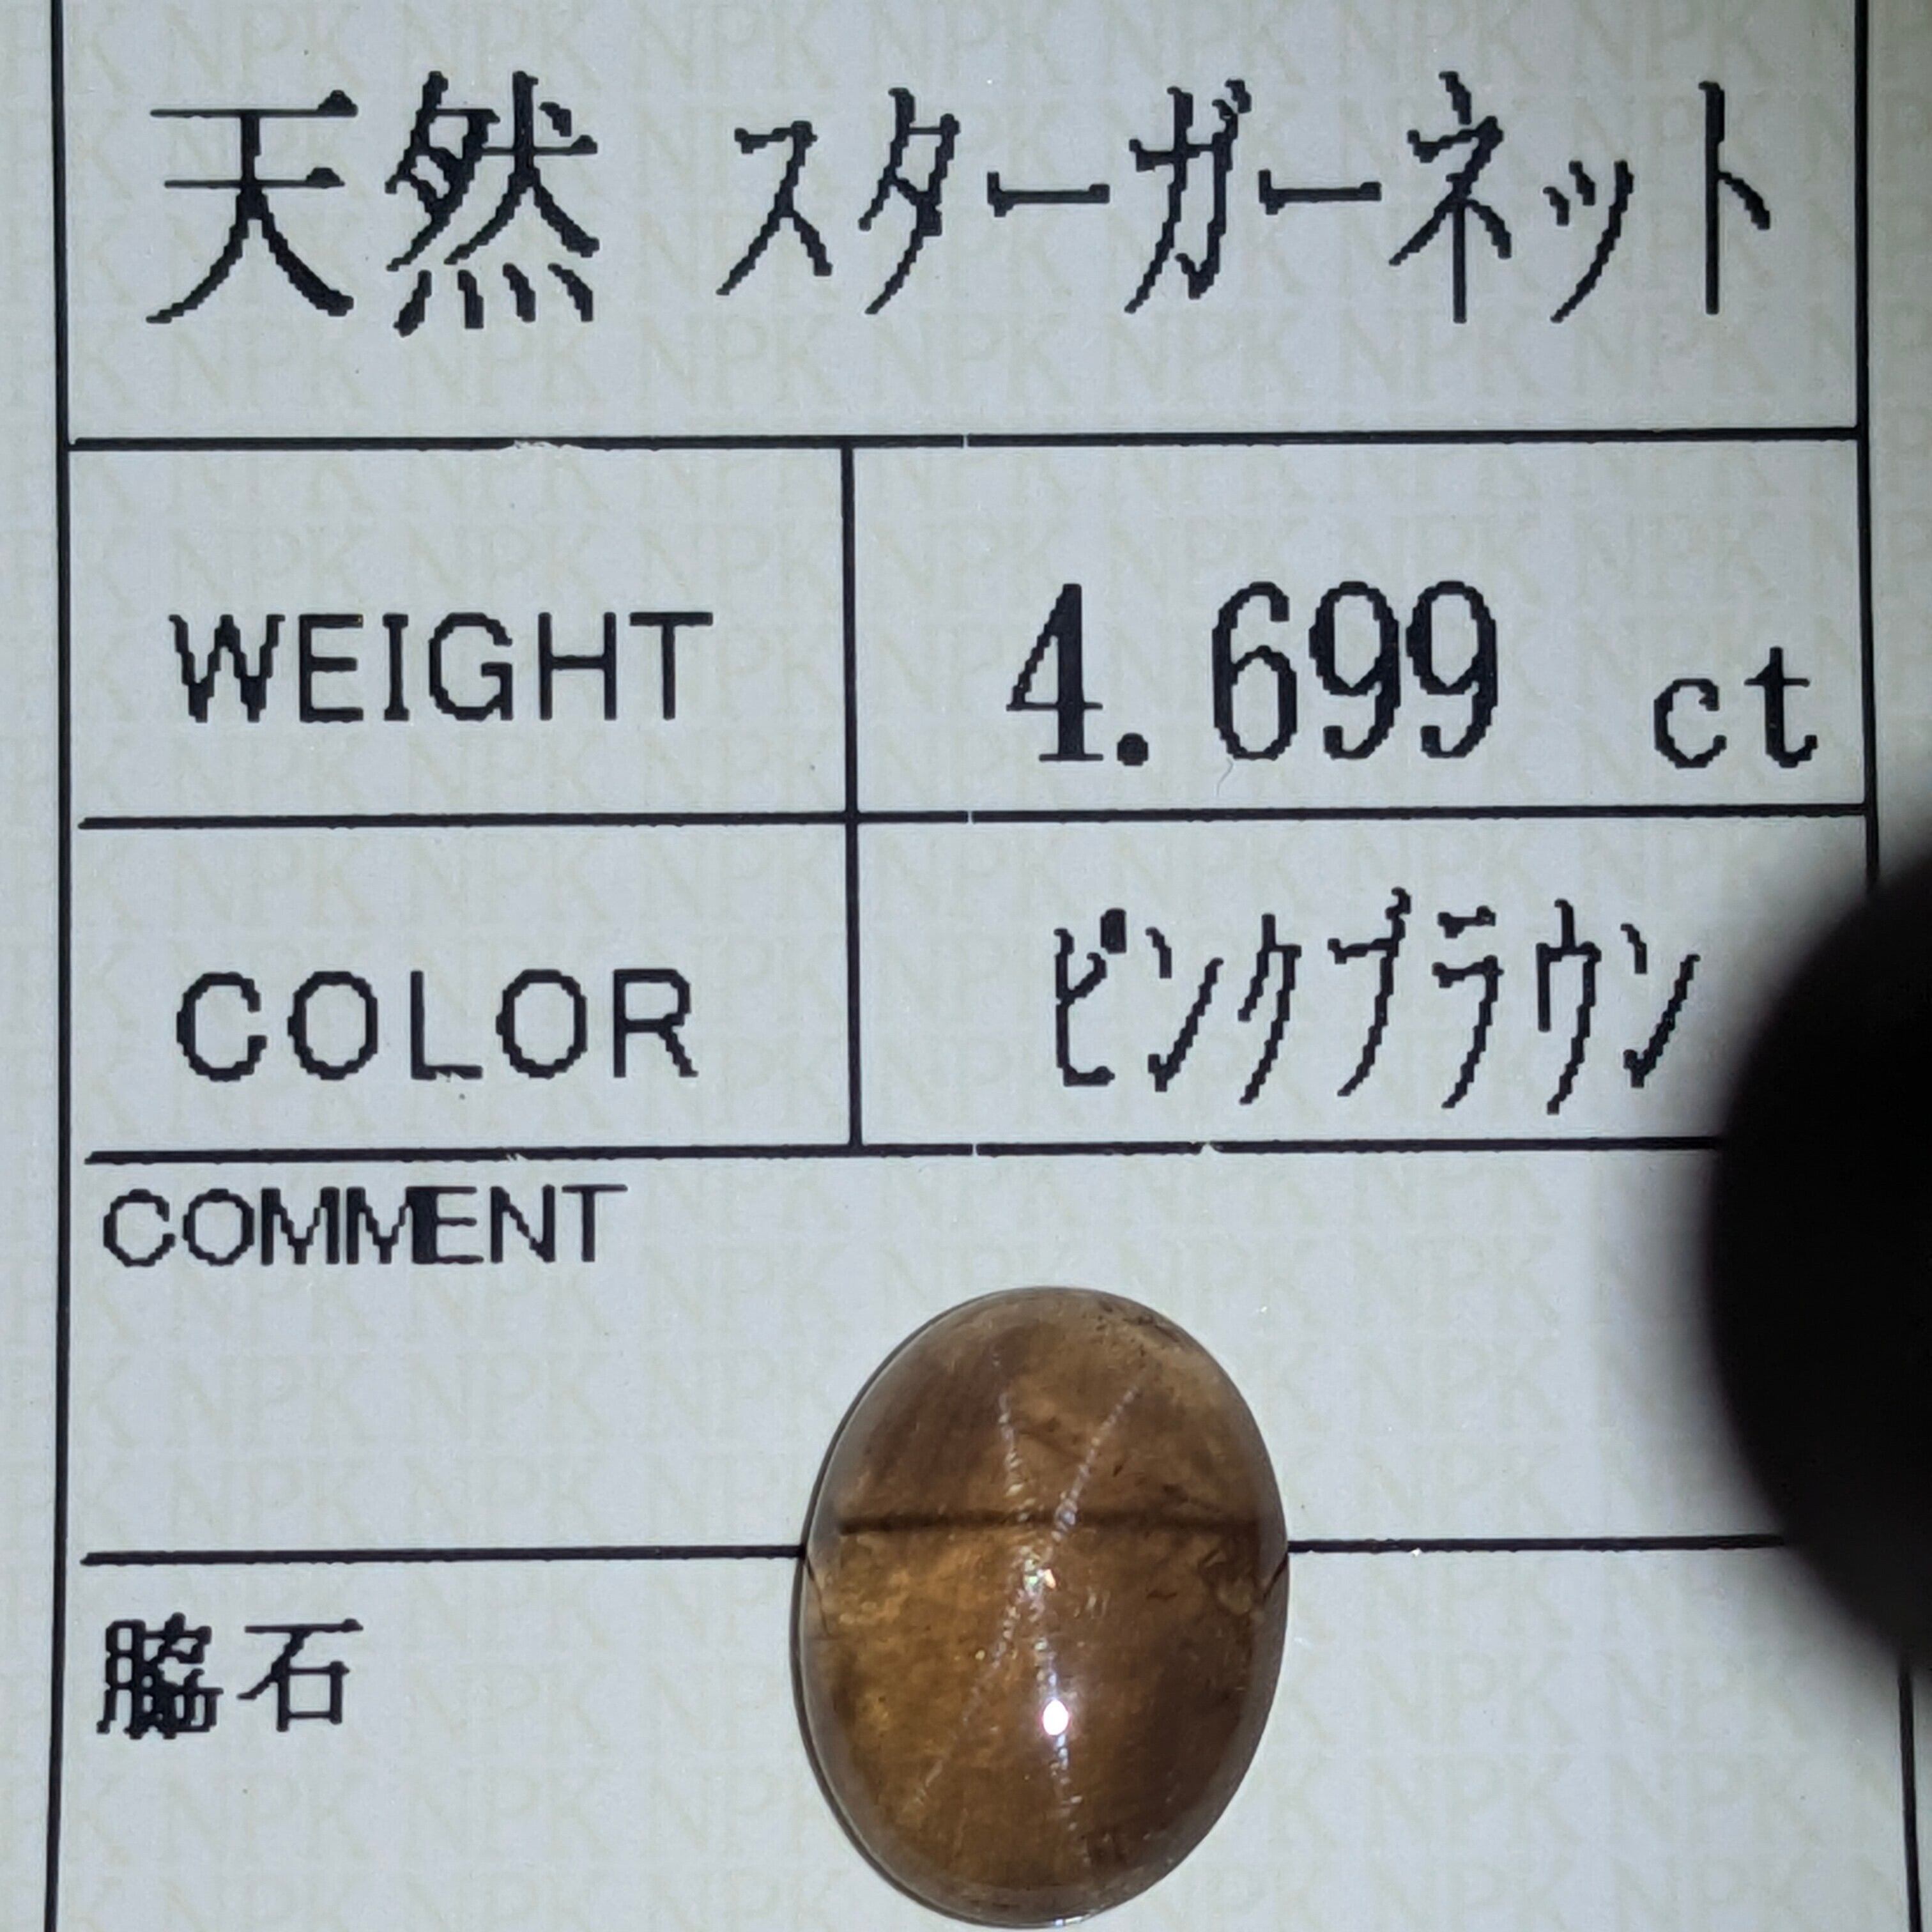 天然 スターガーネット
WEIGHT 4.699 ct
COLOR ピンクブラウン
COMMENT
脇石